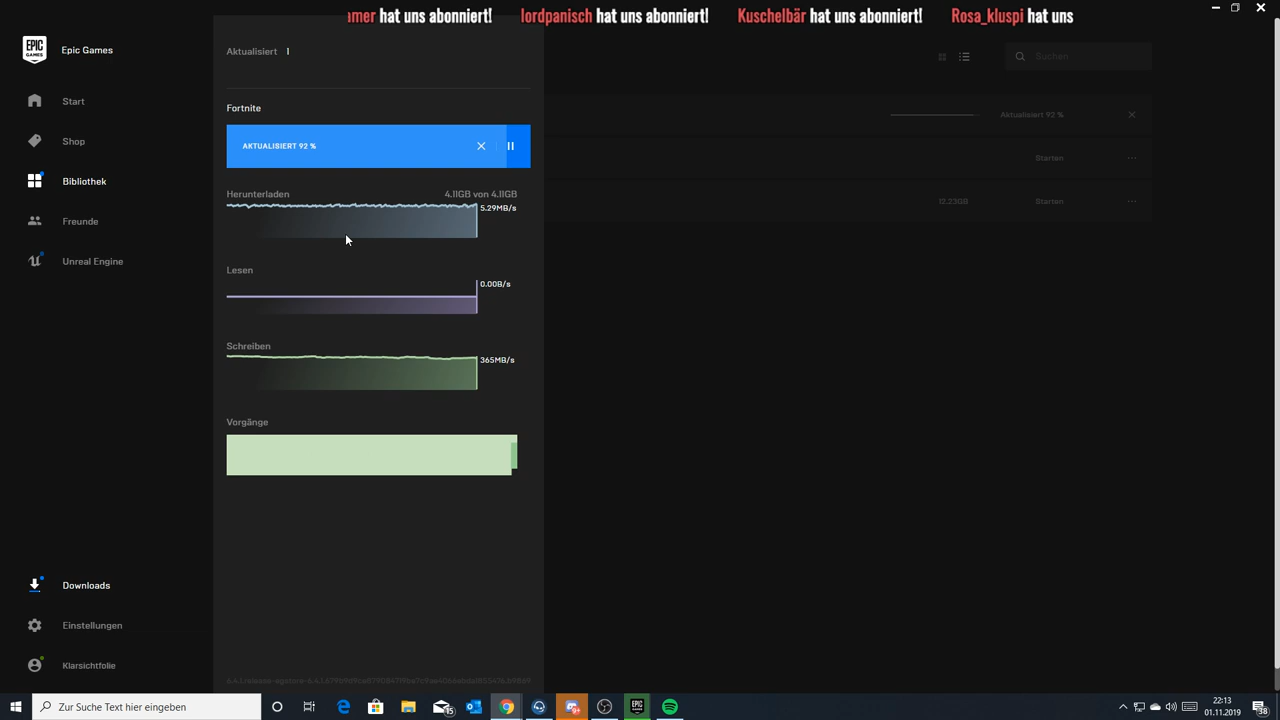 amer hat uns abonniert! lordpanisch hat uns abonniert! Kuschelbär hat uns abonniert! Rosa_kluspi hat uns
EPIC GAMES
Epic Games
Start
Shop
Bibliothek
Freunde
Unreal Engine
Downloads
Einstellungen
Klarsichtfolie
Aktualisiert
Fortnite
AKTUALISIERT 92 %
Herunterladen 4.11GB von 4.11GB
5.29MB/s
Lesen
0.00B/s
Schreiben
365MB/s
Vorgänge
Suchen
Aktualisiert 92 %
Starten
12.23GB Starten
Zur Suche Text hier eingeben
22:13
01.11.2019